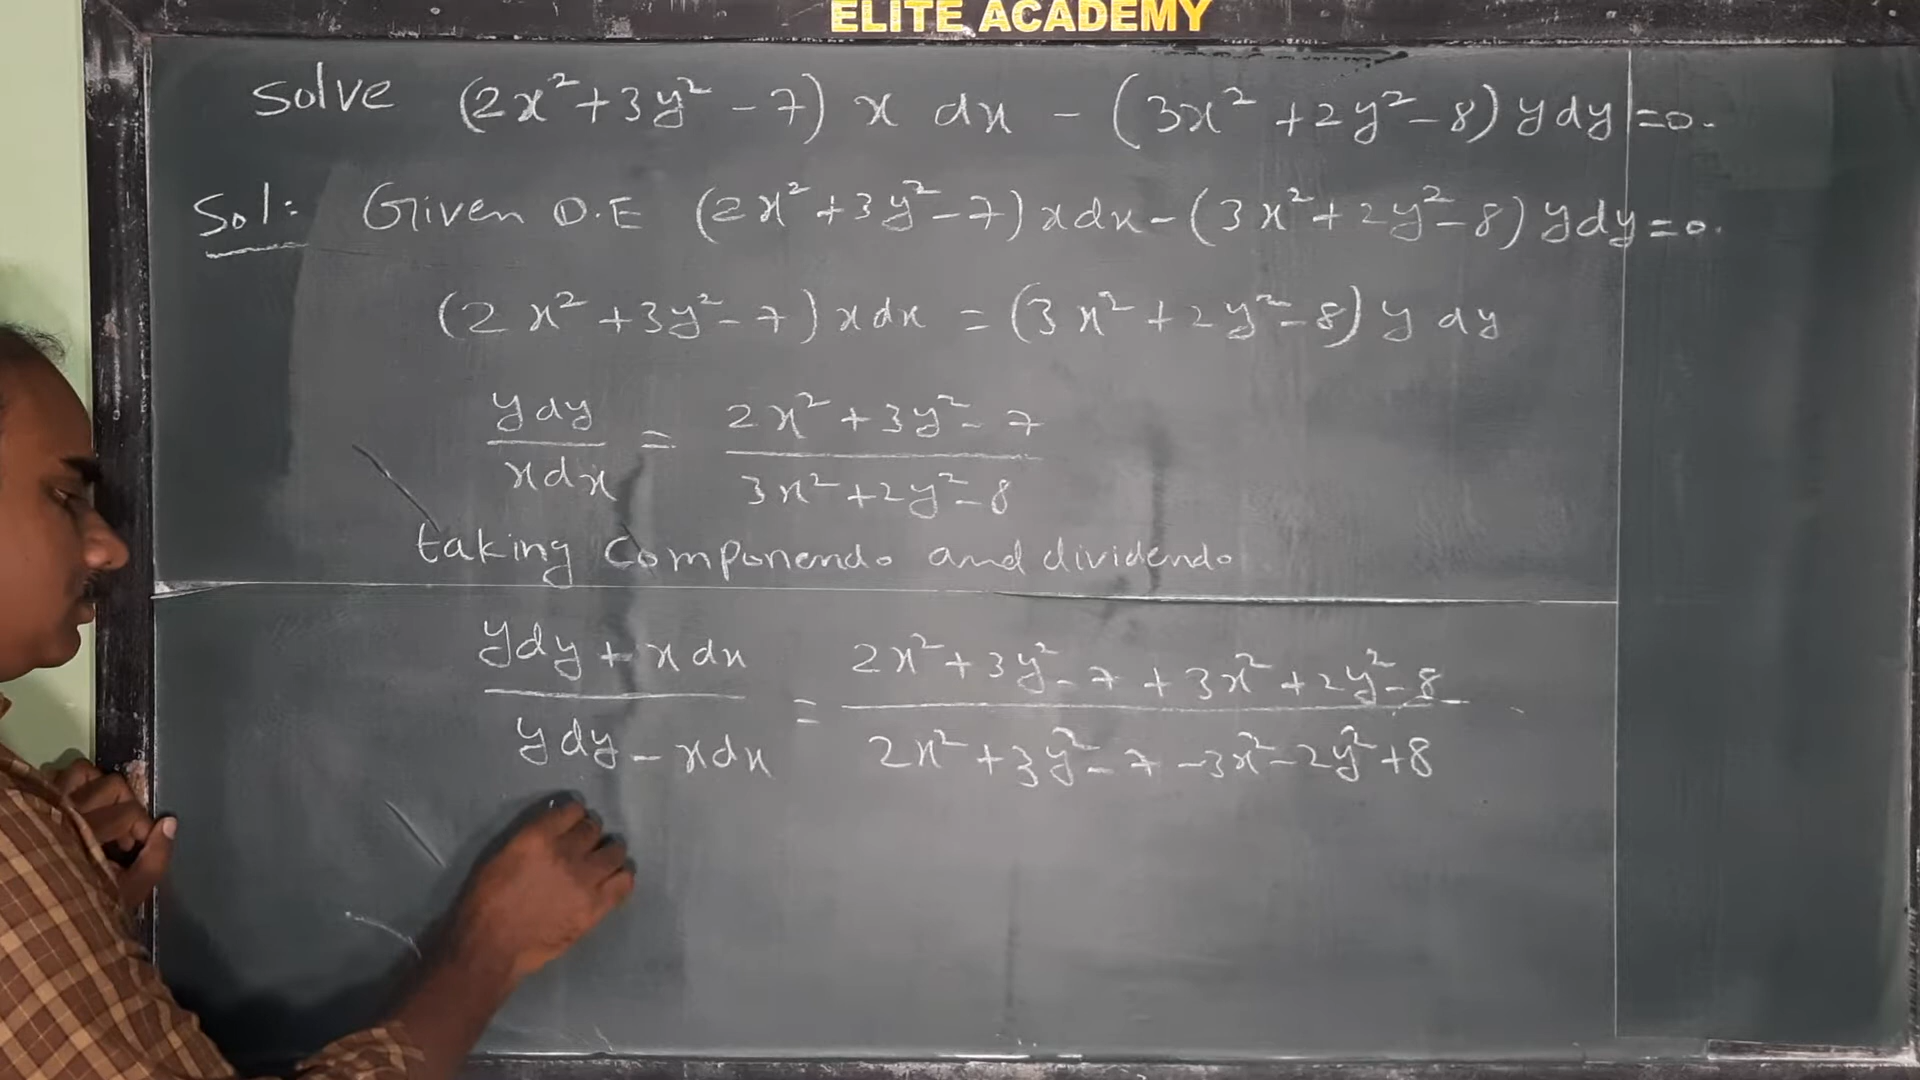 ELITE ACADEMY
Solve (2x²+3y²-7) x dx - (3x²+2y²-8) y dy =0.
Sol: Given D.E (2x²+3y²-7) x dx - (3x²+2y²-8) y dy =0.
(2x²+3y²-7) x dx = (3x²+2y²-8) y dy
y dy / x dx = 2x²+3y²-7 / 3x²+2y²-8
taking componendo and dividendo
y dy + x dx / y dy - x dx = 2x²+3y²-7+3x²+2y²-8 / 2x²+3y²-7-3x²-2y²+8